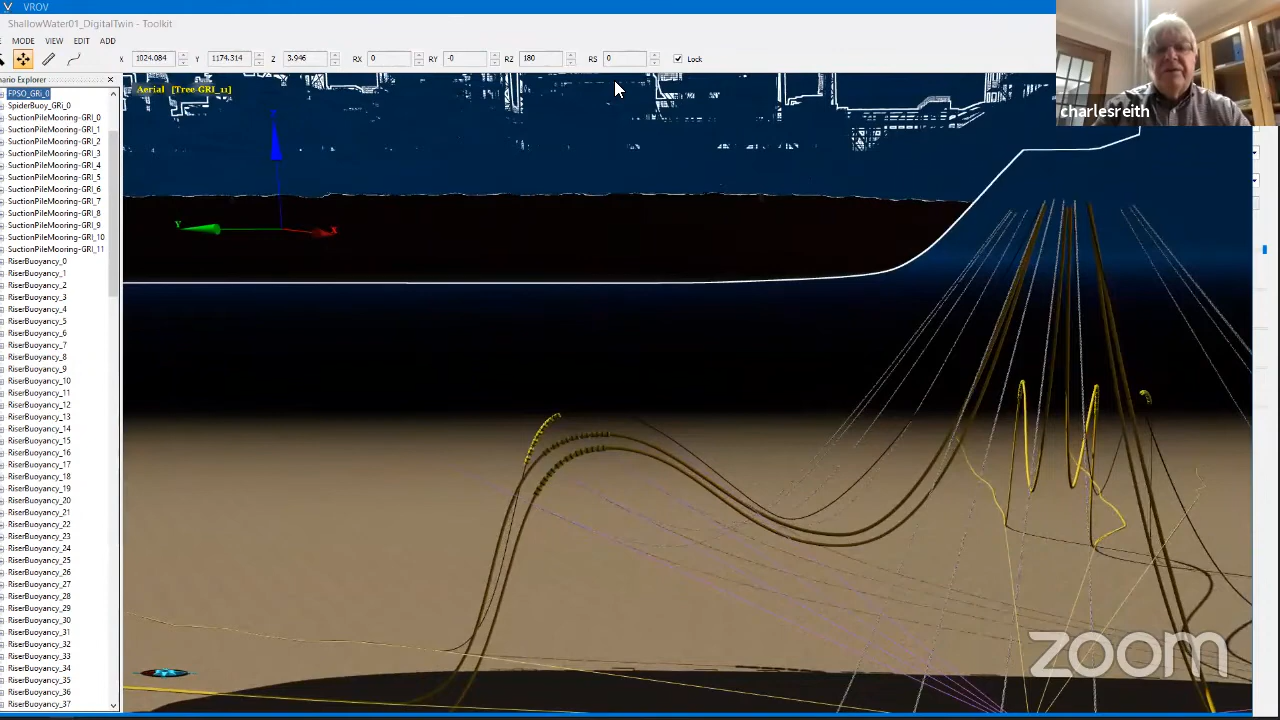 VROV
ShallowWater01_DigitalTwin - Toolkit
E MODE VIEW EDIT ADD
X 1024.084 Y 1174.314 Z 3.946 RX 0 RY -0 RZ 180 RS 0 Lock
nario Explorer
Aerial [Tree-GRI_11]
FPSO_GRi_0
SpiderBuoy_GRi_0
SuctionPileMooring-GRI_0
SuctionPileMooring-GRI_1
SuctionPileMooring-GRI_2
SuctionPileMooring-GRI_3
SuctionPileMooring-GRI_4
SuctionPileMooring-GRI_5
SuctionPileMooring-GRI_6
SuctionPileMooring-GRI_7
SuctionPileMooring-GRI_8
SuctionPileMooring-GRI_9
SuctionPileMooring-GRI_10
SuctionPileMooring-GRI_11
RiserBuoyancy_0
RiserBuoyancy_1
RiserBuoyancy_2
RiserBuoyancy_3
RiserBuoyancy_4
RiserBuoyancy_5
RiserBuoyancy_6
RiserBuoyancy_7
RiserBuoyancy_8
RiserBuoyancy_9
RiserBuoyancy_10
RiserBuoyancy_11
RiserBuoyancy_12
RiserBuoyancy_13
RiserBuoyancy_14
RiserBuoyancy_15
RiserBuoyancy_16
RiserBuoyancy_17
RiserBuoyancy_18
RiserBuoyancy_19
RiserBuoyancy_20
RiserBuoyancy_21
RiserBuoyancy_22
RiserBuoyancy_23
RiserBuoyancy_24
RiserBuoyancy_25
RiserBuoyancy_26
RiserBuoyancy_27
RiserBuoyancy_28
RiserBuoyancy_29
RiserBuoyancy_30
RiserBuoyancy_31
RiserBuoyancy_32
RiserBuoyancy_33
RiserBuoyancy_34
RiserBuoyancy_35
RiserBuoyancy_36
RiserBuoyancy_37
Y
X
charlesreith
zoom